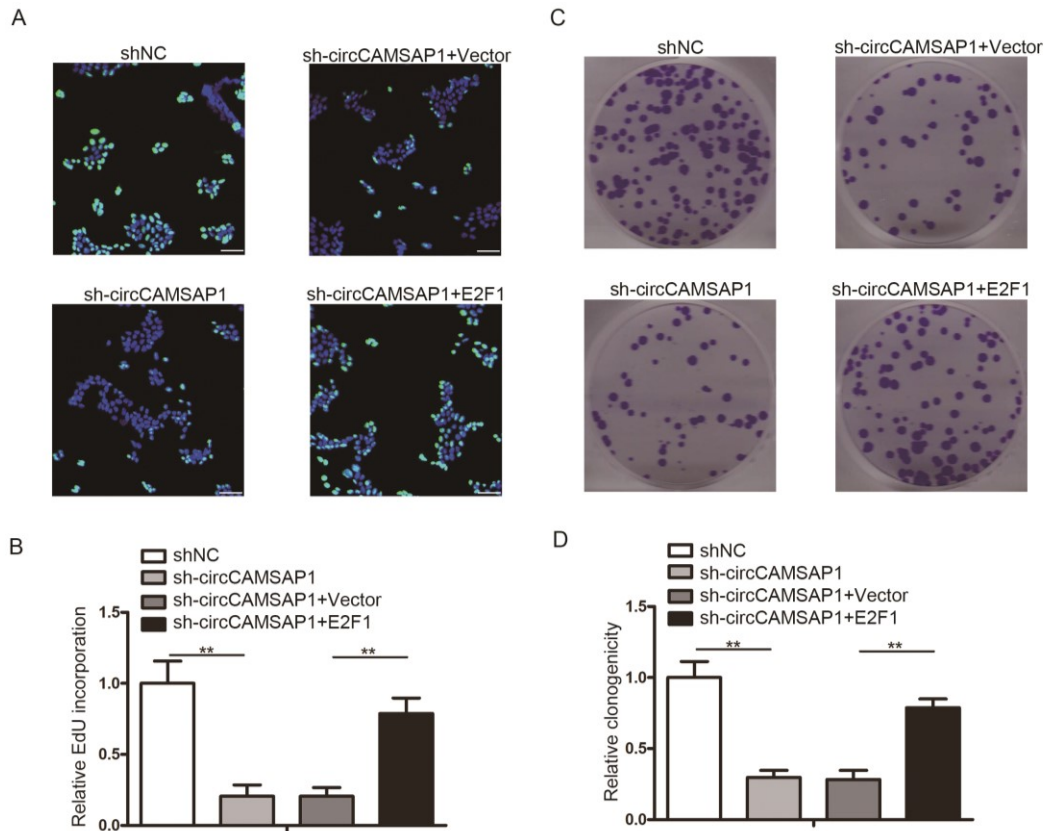 A
shNC
sh-circCAMSAP1+Vector
sh-circCAMSAP1
sh-circCAMSAP1+E2F1
B
shNC
sh-circCAMSAP1
sh-circCAMSAP1+Vector
sh-circCAMSAP1+E2F1
Relative EdU incorporation
1.5
1.0
0.5
0.0
**
**
C
shNC
sh-circCAMSAP1+Vector
sh-circCAMSAP1
sh-circCAMSAP1+E2F1
D
shNC
sh-circCAMSAP1
sh-circCAMSAP1+Vector
sh-circCAMSAP1+E2F1
Relative clonogenicity
1.5
1.0
0.5
0.0
**
**